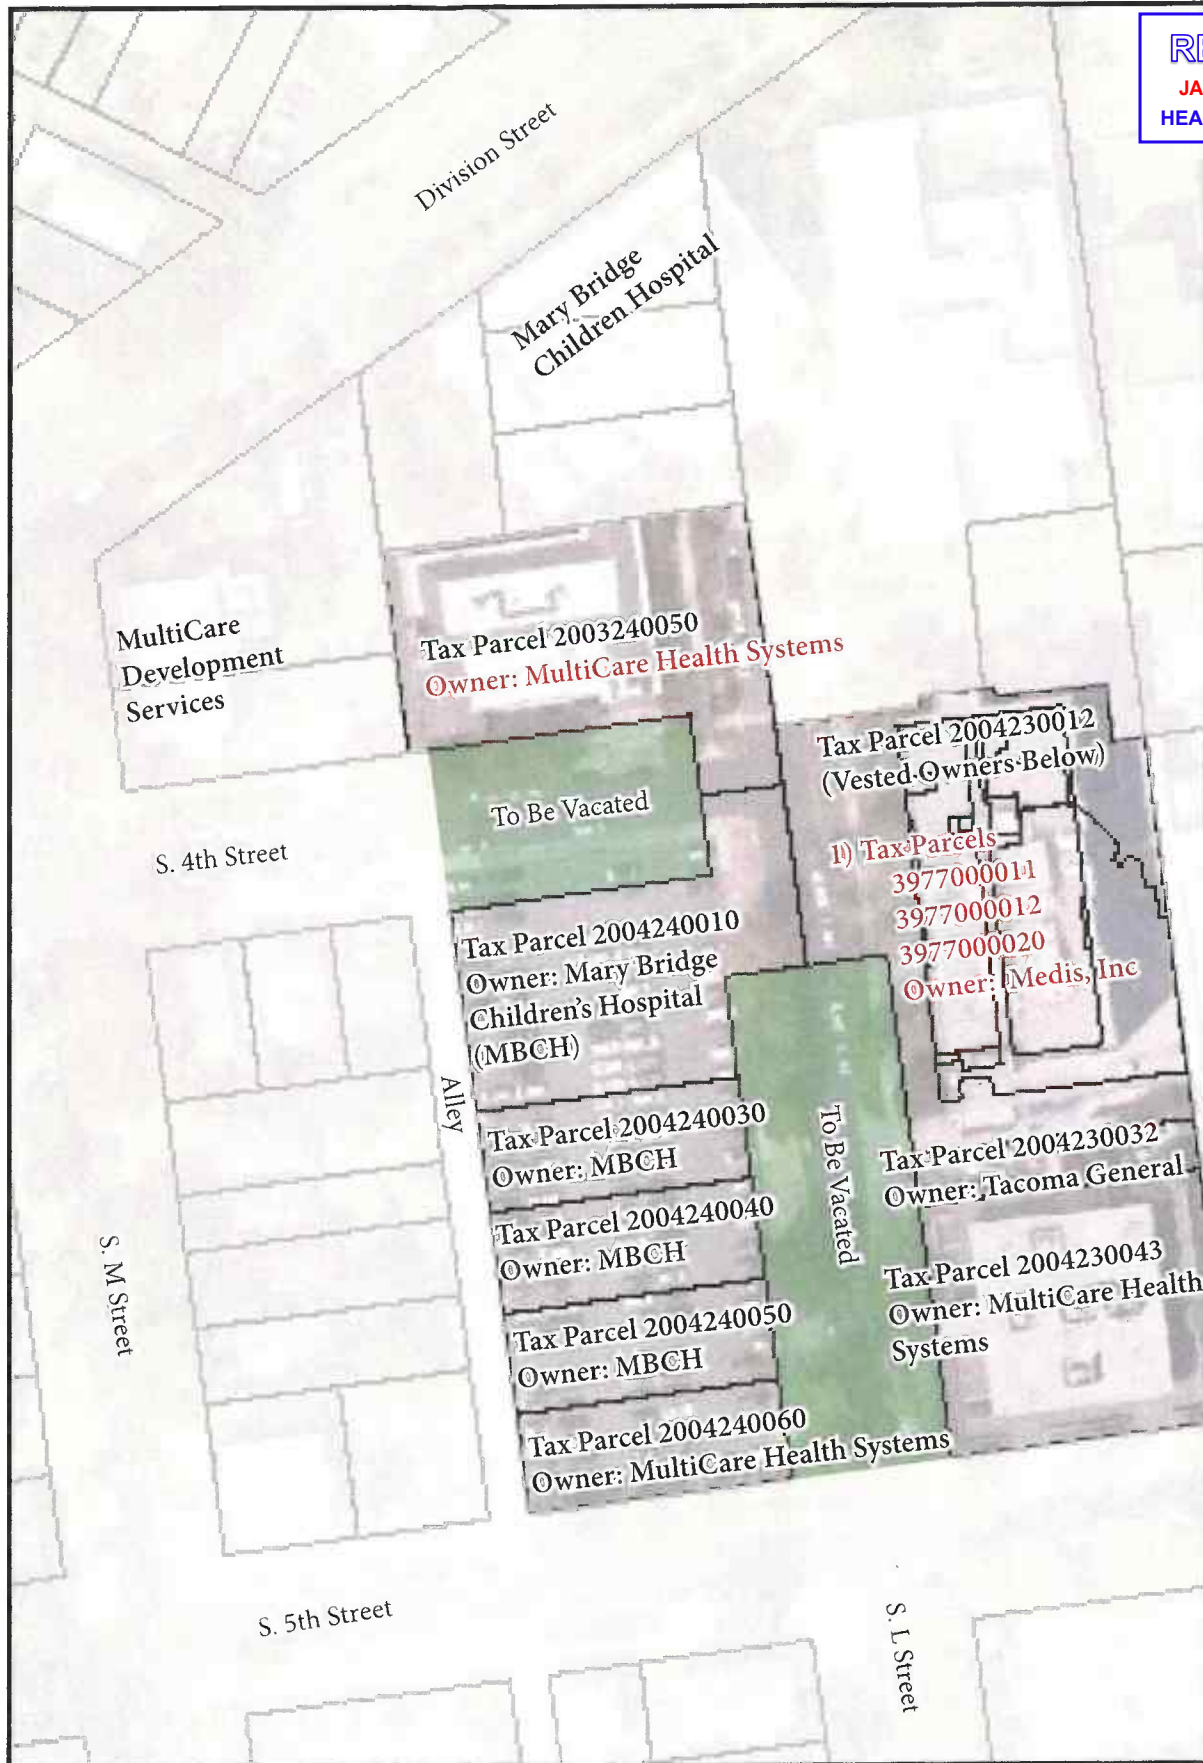 JA
HEA
Division Street
Mary Bridge
Children Hospital
MultiCare
Development
Services
Tax Parcel 2003240050
Owner: MultiCare Health Systems
Tax Parcel 2004230012
(Vested Owners Below)
To Be Vacated
1) Tax Parcels
3977000011
3977000012
3977000020
Owner: Medis, Inc
S. 4th Street
Tax Parcel 2004240010
Owner: Mary Bridge
Children's Hospital
(MBCH)
Alley
Tax Parcel 2004240030
Owner: MBCH
To Be Vacated
Tax Parcel 2004230032
Owner: Tacoma General
Tax Parcel 2004240040
Owner: MBCH
S. M Street
Tax Parcel 2004230043
Owner: MultiCare Health
Systems
Tax Parcel 2004240050
Owner: MBCH
Tax Parcel 2004240060
Owner: MultiCare Health Systems
S. 5th Street
S. L Street